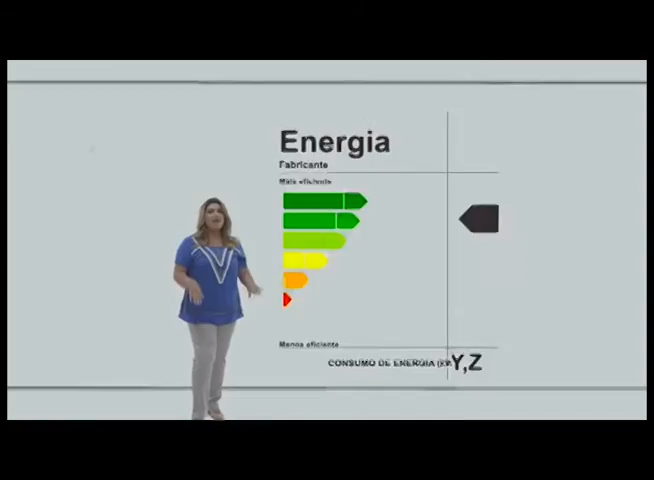 Energia
Fabricante
Mais eficiente
Menos eficiente
CONSUMO DE ENERGIA
Y,Z